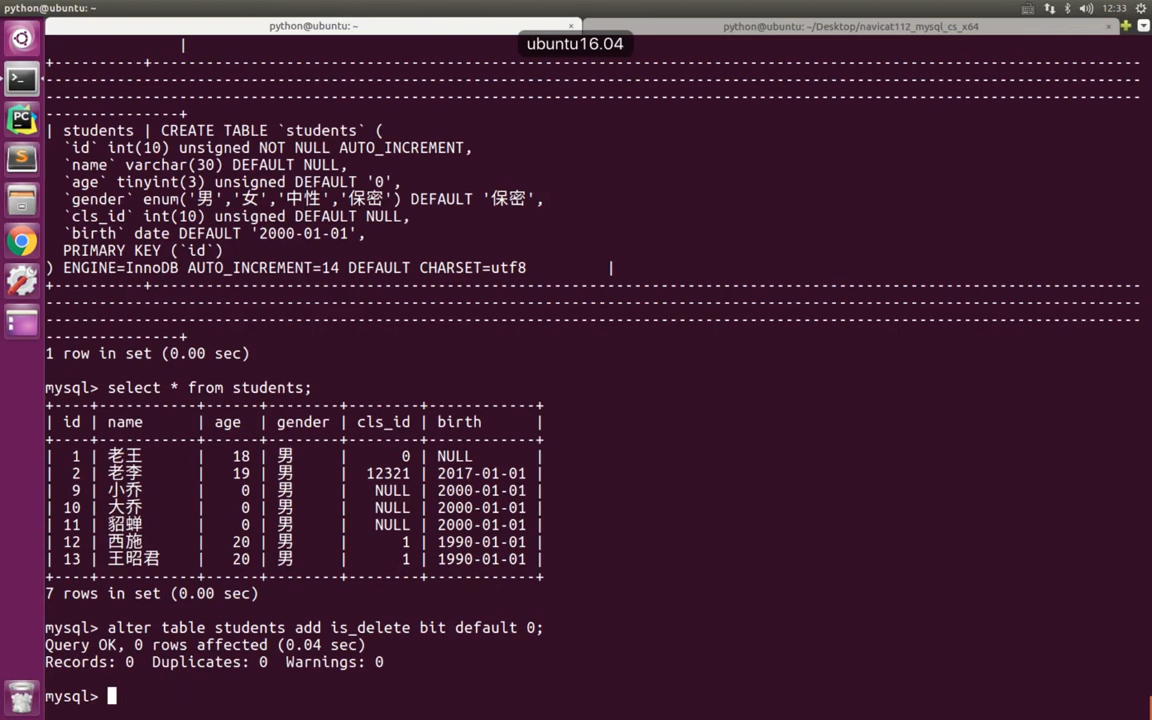 python@ubuntu: ~
12:33
python@ubuntu: ~ ×
python@ubuntu: ~/Desktop/navicat112_mysql_cs_x64 ×
ubuntu16.04
|
+----------+------------------------------------------------------------------------------------------------------------------
--------------------------------------------------------------------------------------------------------------------------------
--------------------------------------------------------------------------------------------------------------------------------
---------------+
| students | CREATE TABLE `students` (
`id` int(10) unsigned NOT NULL AUTO_INCREMENT,
`name` varchar(30) DEFAULT NULL,
`age` tinyint(3) unsigned DEFAULT '0',
`gender` enum('男','女','中性','保密') DEFAULT '保密',
`cls_id` int(10) unsigned DEFAULT NULL,
`birth` date DEFAULT '2000-01-01',
PRIMARY KEY (`id`)
) ENGINE=InnoDB AUTO_INCREMENT=14 DEFAULT CHARSET=utf8 |
+----------+------------------------------------------------------------------------------------------------------------------
--------------------------------------------------------------------------------------------------------------------------------
--------------------------------------------------------------------------------------------------------------------------------
---------------+
1 row in set (0.00 sec)
mysql> select * from students;
+----+-----------+------+--------+--------+------------+
| id | name | age | gender | cls_id | birth |
+----+-----------+------+--------+--------+------------+
| 1 | 老王 | 18 | 男 | 0 | NULL |
| 2 | 老李 | 19 | 男 | 12321 | 2017-01-01 |
| 9 | 小乔 | 0 | 男 | NULL | 2000-01-01 |
| 10 | 大乔 | 0 | 男 | NULL | 2000-01-01 |
| 11 | 貂蝉 | 0 | 男 | NULL | 2000-01-01 |
| 12 | 西施 | 20 | 男 | 1 | 1990-01-01 |
| 13 | 王昭君 | 20 | 男 | 1 | 1990-01-01 |
+----+-----------+------+--------+--------+------------+
7 rows in set (0.00 sec)
mysql> alter table students add is_delete bit default 0;
Query OK, 0 rows affected (0.04 sec)
Records: 0 Duplicates: 0 Warnings: 0
mysql>
PC
S